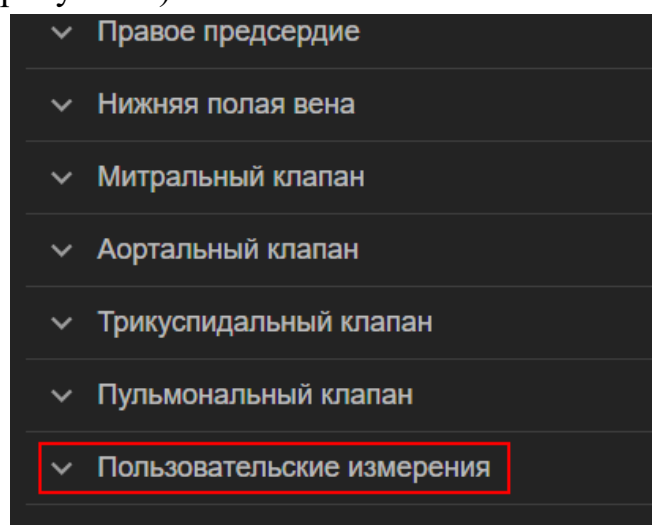 Правое предсердие
Нижняя полая вена
Митральный клапан
Аортальный клапан
Трикуспидальный клапан
Пульмональный клапан
Пользовательские измерения